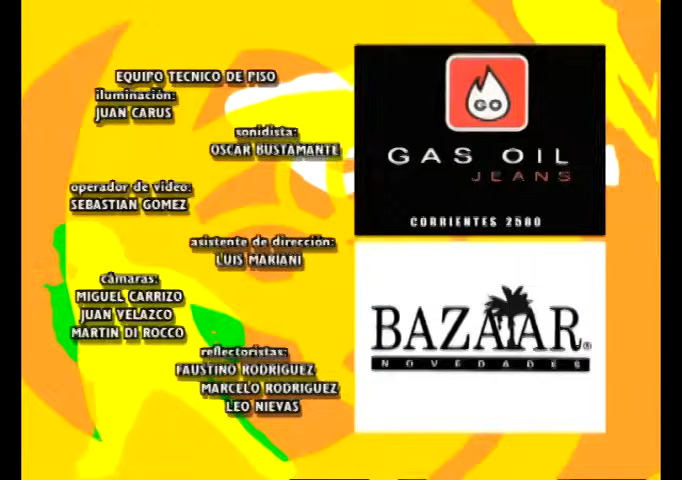 EQUIPO TECNICO DE PISO
iluminación:
JUAN CARUS
sonidista:
OSCAR BUSTAMANTE
operador de video:
SEBASTIAN GOMEZ
asistente de dirección:
LUIS MARIANI
cámaras:
MIGUEL CARRIZO
JUAN VELAZCO
MARTIN DI ROCCO
reflectoristas:
FAUSTINO RODRIGUEZ
MARCELO RODRIGUEZ
LEO NIEVAS
GO
GAS OIL
JEANS
CORRIENTES 2580
BAZAAR®
NOVEDADES